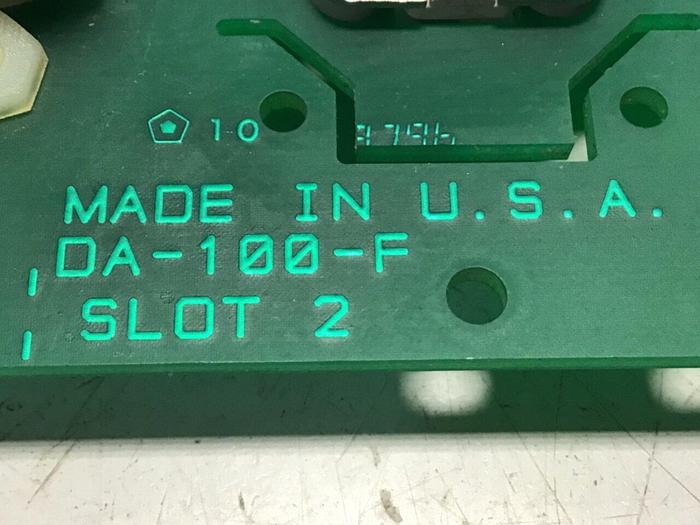 10
MADE IN U.S.A.
DA-100-F
SLOT 2